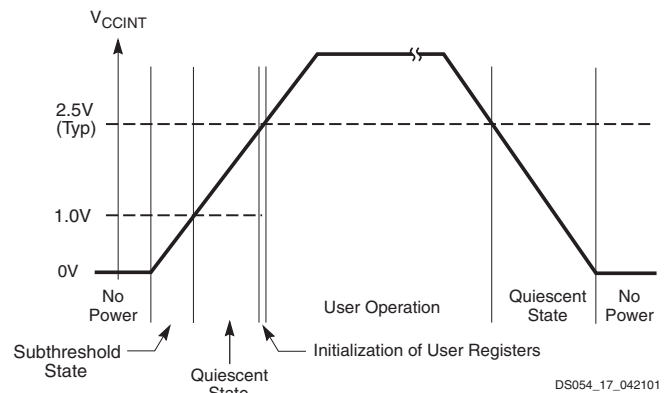 VCCINT
2.5V
(Typ)
1.0V
0V
No
Power
User Operation
Quiescent
State
No
Power
Subthreshold
State
Initialization of User Registers
Quiescent
State
DS054_17_042101